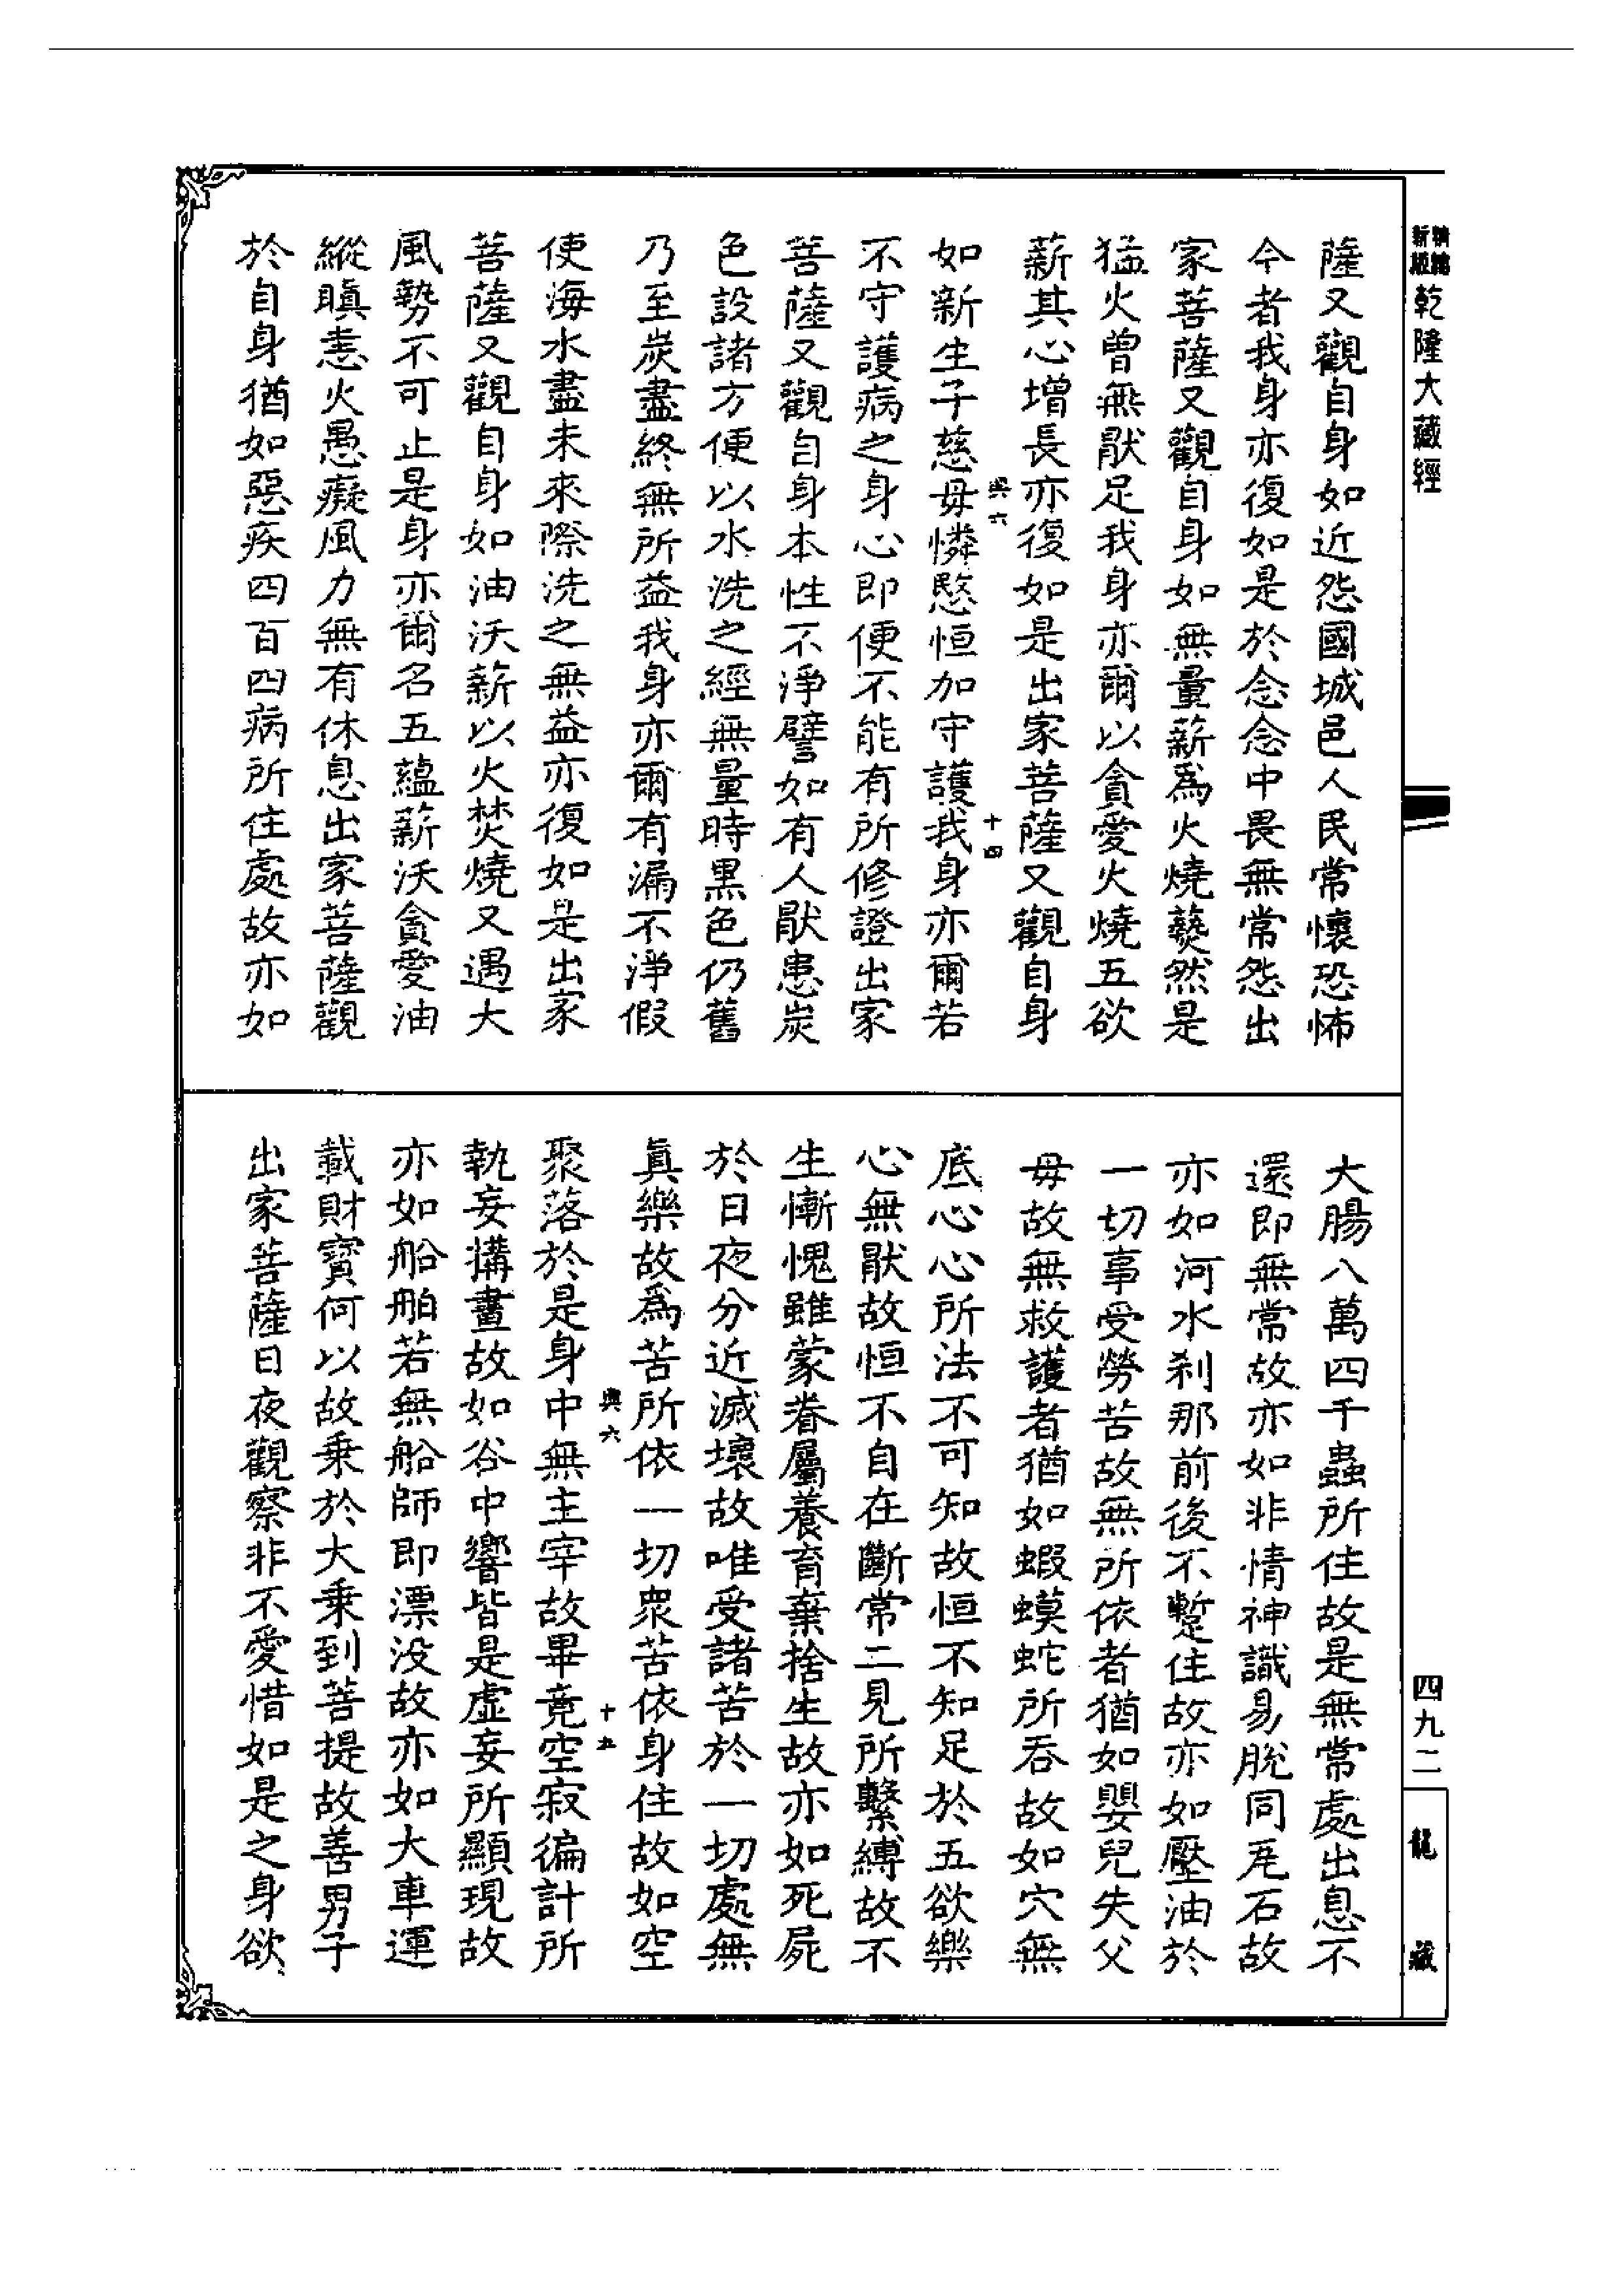 精編
新版
乾隆大藏經
薩又觀自身如近怨國城邑人民常懷恐怖
今者我身亦復如是於念念中畏無常怨出
家菩薩又觀自身如無量薪爲火燒爇然是
猛火曾無厭足我身亦爾以貪愛火燒五欲
薪其心增長亦復如是出家菩薩又觀自身
輿六
十四
如新生子慈母憐愍恒加守護我身亦爾若
不守護病之身心即便不能有所修證出家
菩薩又觀自身本性不淨譬如有人厭患炭
色設諸方便以水洗之經無量時黒色仍舊
乃至炭盡終無所益我身亦爾有漏不淨假
使海水盡未來際洗之無益亦復如是出家
菩薩又觀自身如油沃薪以火焚燒又遇大
風勢不可止是身亦爾名五蘊薪沃貪愛油
縱瞋恚火愚癡風力無有休息出家菩薩觀
於自身猶如惡疾四百四病所住處故亦如
大腸八萬四千蟲所住故是無常處出息不
還即無常故亦如非情神識易脫同瓦石故
亦如河水刹那前後不蹔住故亦如壓油於
一切事受勞苦故無所依者猶如嬰兒失父
母故無救護者猶如蝦蟆蛇所吞故如穴無
底心心所法不可知故恒不知足於五欲樂
心無厭故恒不自在斷常二見所繫縛故不
生慚愧雖蒙眷屬養育棄捨生故亦如死屍
於日夜分近滅壞故唯受諸苦於一切處無
眞樂故爲苦所依一切衆苦依身住故如空
輿六
十五
聚落於是身中無主宰故畢竟空寂徧計所
執妄搆畫故如谷中響皆是虛妄所顯現故
亦如船舶若無船師即漂没故亦如大車運
載財寶何以故乗於大乗到菩提故善男子
出家菩薩日夜觀察非不愛惜如是之身欲
四九二
龍藏